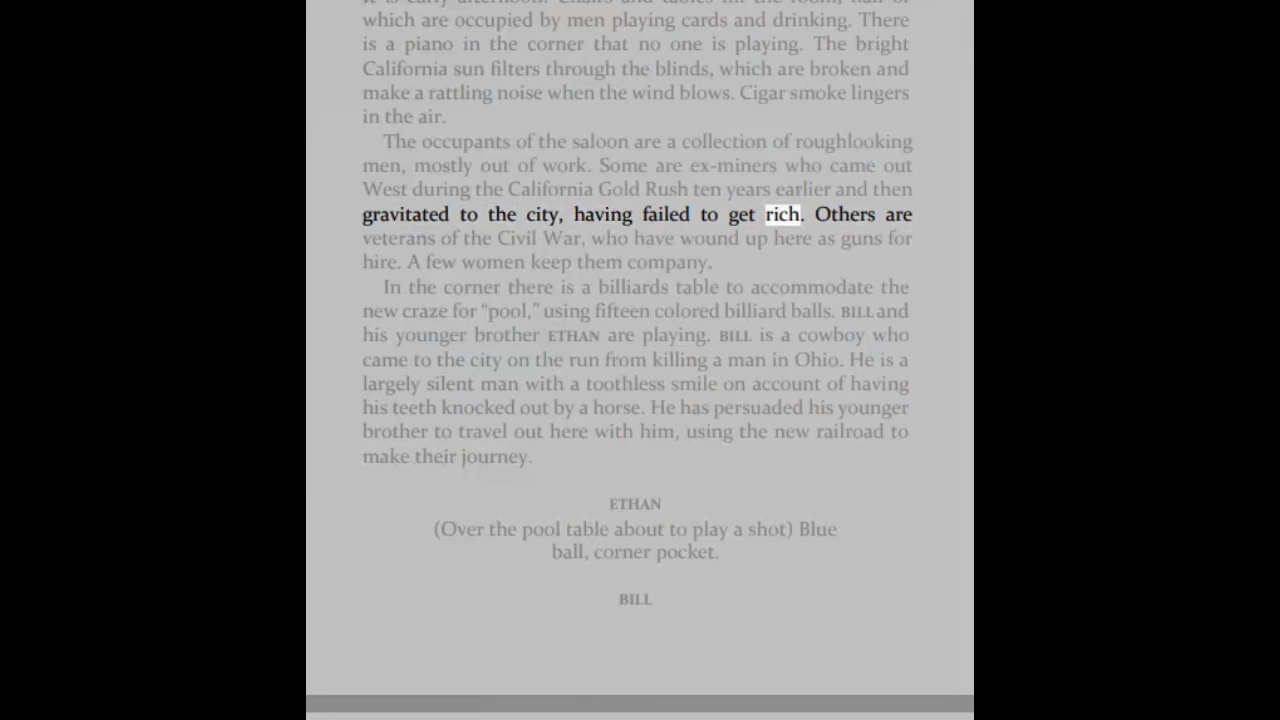 which are occupied by men playing cards and drinking. There
is a piano in the corner that no one is playing. The bright
California sun filters through the blinds, which are broken and
make a rattling noise when the wind blows. Cigar smoke lingers
in the air.
The occupants of the saloon are a collection of roughlooking
men, mostly out of work. Some are ex-miners who came out
West during the California Gold Rush ten years earlier and then
gravitated to the city, having failed to get rich. Others are
veterans of the Civil War, who have wound up here as guns for
hire. A few women keep them company.
In the corner there is a billiards table to accommodate the
new craze for “pool,” using fifteen colored billiard balls. BILL and
his younger brother ETHAN are playing. BILL is a cowboy who
came to the city on the run from killing a man in Ohio. He is a
largely silent man with a toothless smile on account of having
his teeth knocked out by a horse. He has persuaded his younger
brother to travel out here with him, using the new railroad to
make their journey.
ETHAN
(Over the pool table about to play a shot) Blue
ball, corner pocket.
BILL